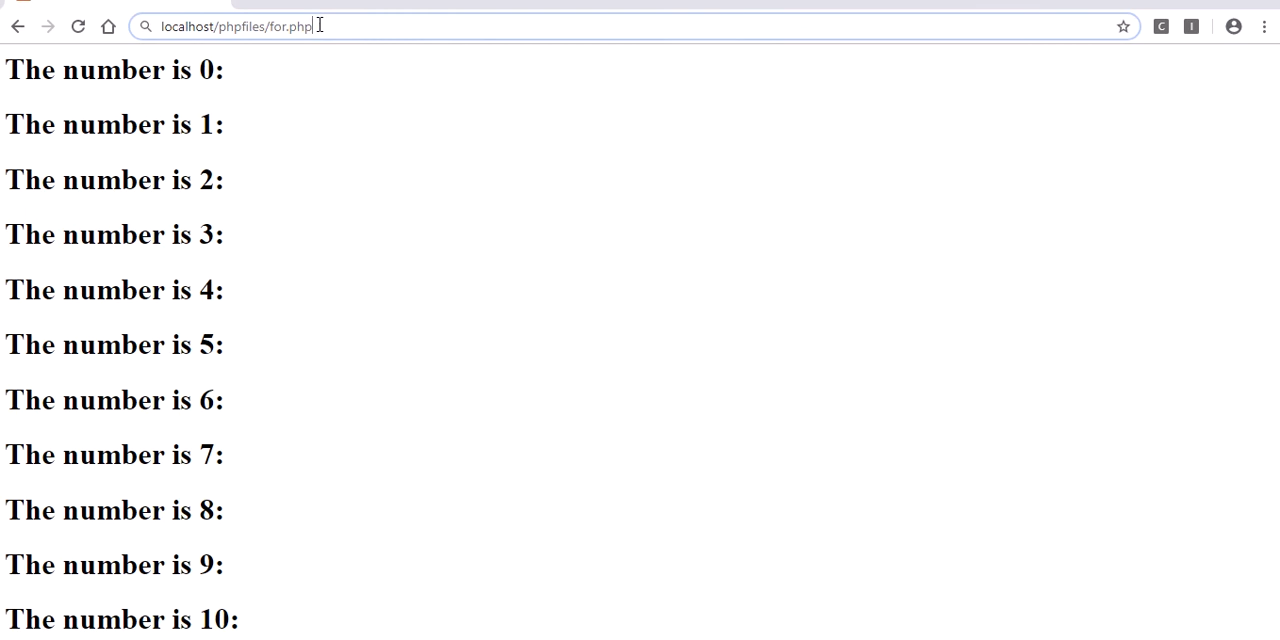 localhost/phpfiles/for.php
C I
The number is 0:
The number is 1:
The number is 2:
The number is 3:
The number is 4:
The number is 5:
The number is 6:
The number is 7:
The number is 8:
The number is 9:
The number is 10: